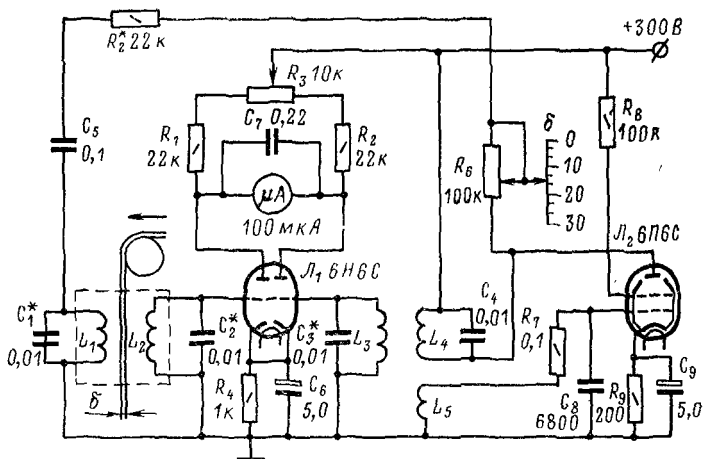 R₂* 22к
+300В
R₃ 10к
C₇ 0,22
C₅
0,1
R₁
22к
R₂
22к
μA
100 мкА
R₆
100к
б
0
10
20
30
R₈
100к
Л₁ 6Н6С
Л₂ 6П6С
C₁*
0,01
L₁
L₂
C₂*
0,01
C₃*
0,01
L₃
L₄
C₄
0,01
R₇
0,1
б
R₄
1к
C₆
5,0
L₅
C₈
6800
R₉
200
C₉
5,0